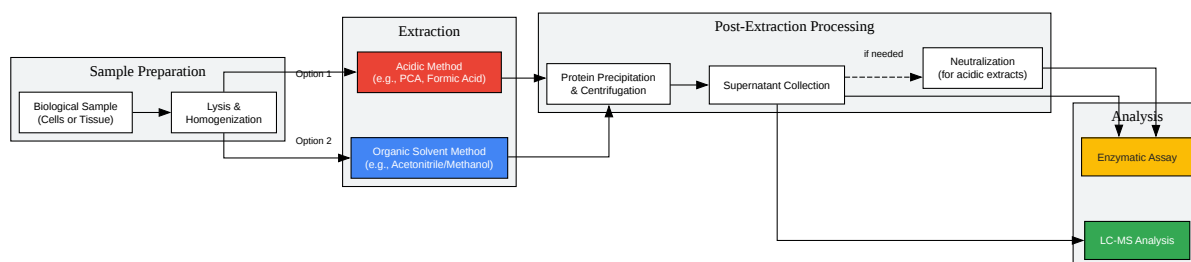 Sample Preparation
Biological Sample
(Cells or Tissue)
Lysis &
Homogenization
Option 1
Option 2
Extraction
Acidic Method
(e.g., PCA, Formic Acid)
Organic Solvent Method
(e.g., Acetonitrile/Methanol)
Post-Extraction Processing
Protein Precipitation
& Centrifugation
Supernatant Collection
if needed
Neutralization
(for acidic extracts)
Analysis
Enzymatic Assay
LC-MS Analysis